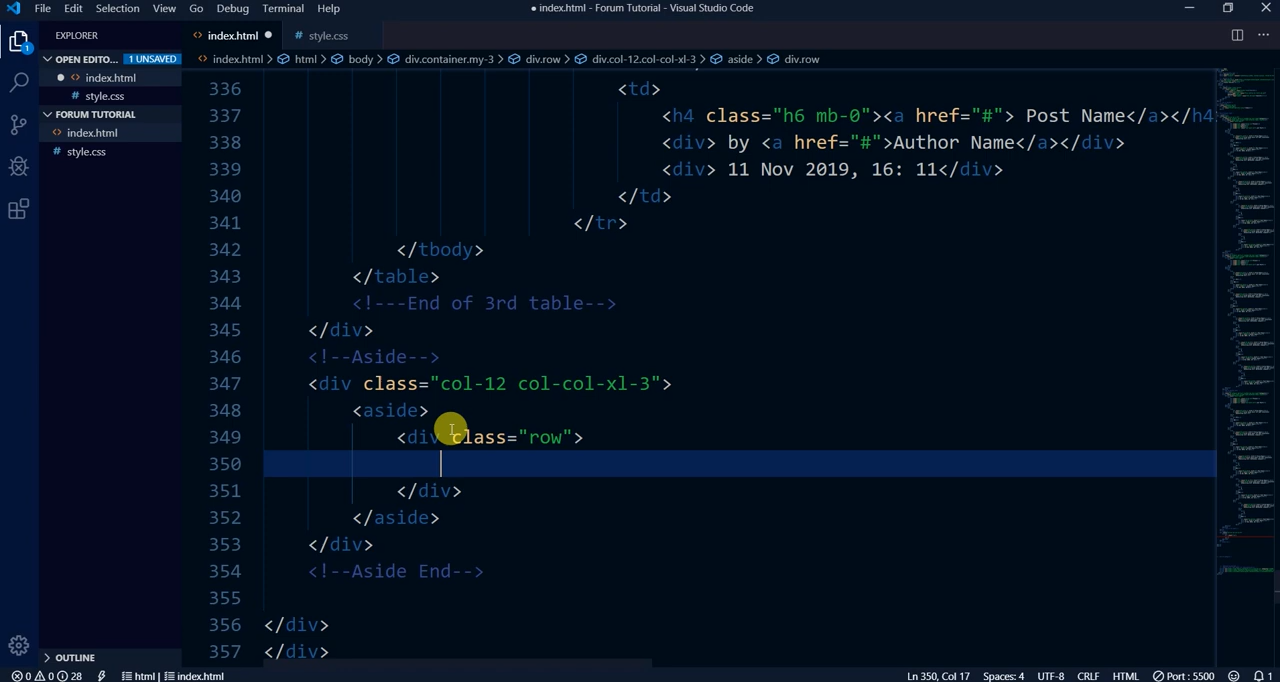 File Edit Selection View Go Debug Terminal Help
● index.html - Forum Tutorial - Visual Studio Code
EXPLORER
<> index.html ●
# style.css
OPEN EDITO... 1 UNSAVED
● <> index.html
# style.css
FORUM TUTORIAL
<> index.html
# style.css
OUTLINE
<> index.html > html > body > div.container.my-3 > div.row > div.col-12.col-col-xl-3 > aside > div.row
336 <td>
337 <h4 class="h6 mb-0"><a href="#"> Post Name</a></h4
338 <div> by <a href="#">Author Name</a></div>
339 <div> 11 Nov 2019, 16: 11</div>
340 </td>
341 </tr>
342 </tbody>
343 </table>
344 <!---End of 3rd table-->
345 </div>
346 <!--Aside-->
347 <div class="col-12 col-col-xl-3">
348 <aside>
349 <div class="row">
350
351 </div>
352 </aside>
353 </div>
354 <!--Aside End-->
355
356 </div>
357 </div>
0 0 28 html | index.html Ln 350, Col 17 Spaces: 4 UTF-8 CRLF HTML Port : 5500 1